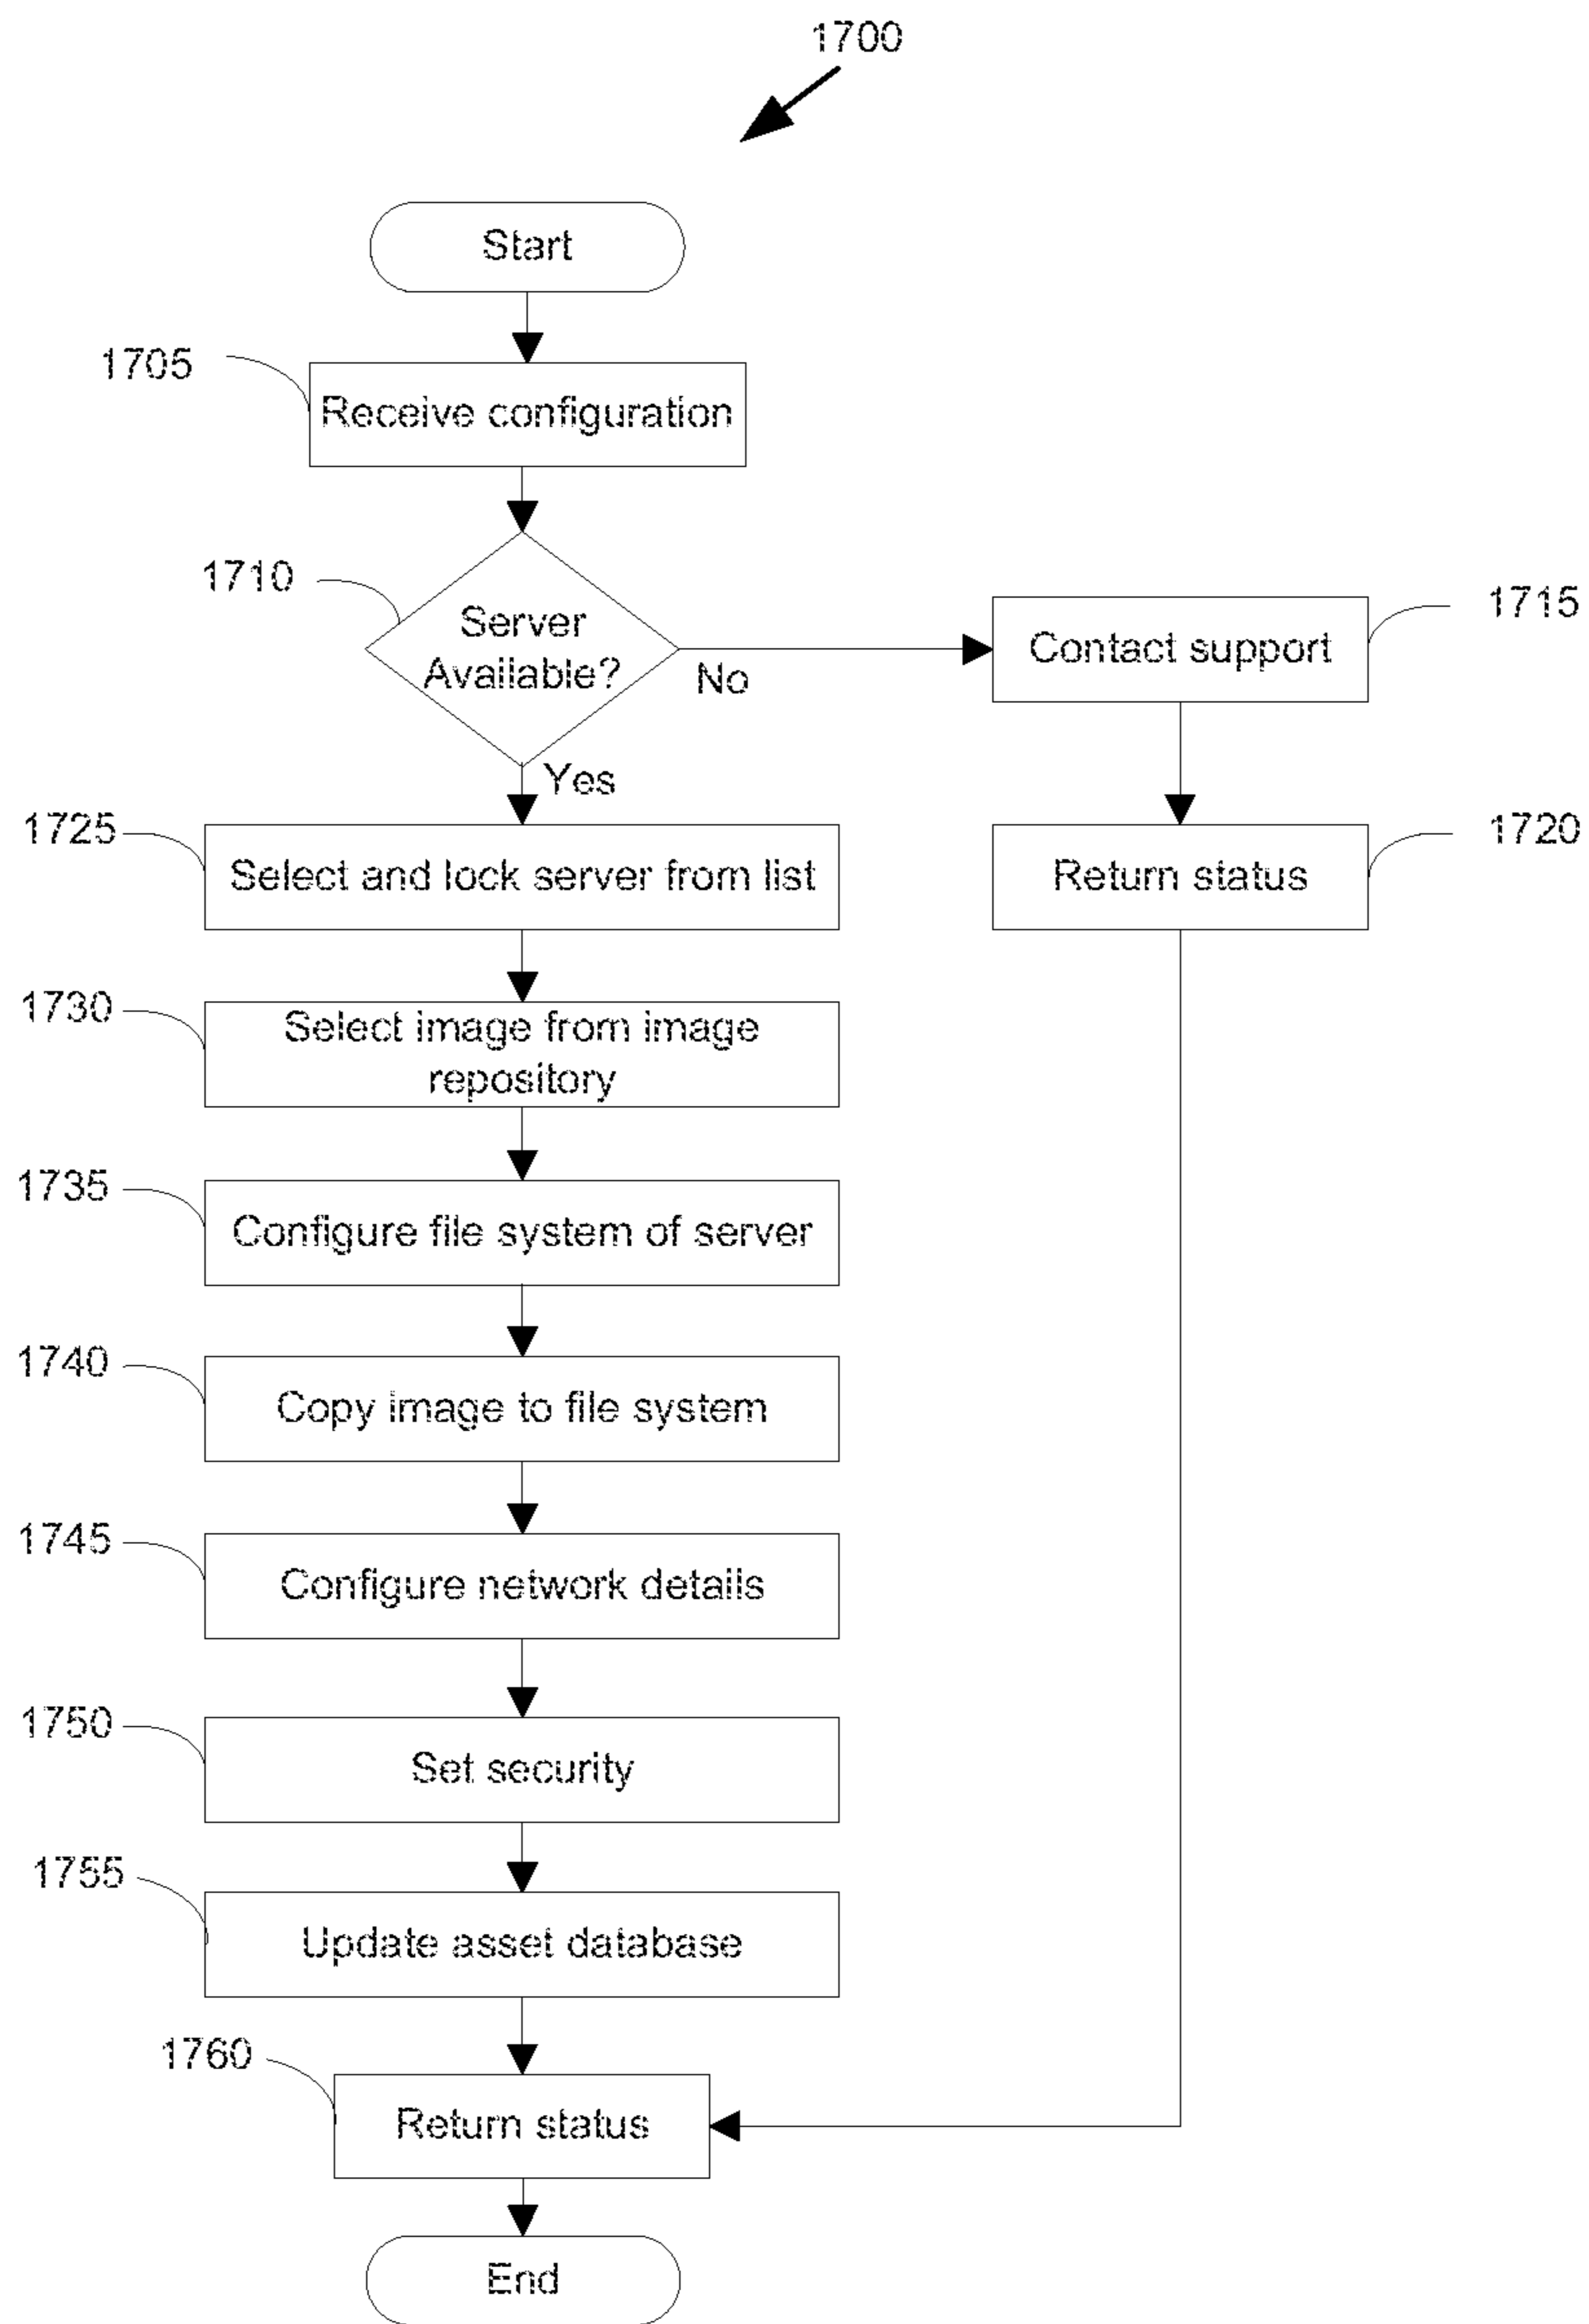 1700
Start
1705
Receive configuration
1710
Server
Available?
No
Yes
1715
Contact support
1720
Return status
1725
Select and lock server from list
1730
Select image from image
repository
1735
Configure file system of server
1740
Copy image to file system
1745
Configure network details
1750
Set security
1755
Update asset database
1760
Return status
End